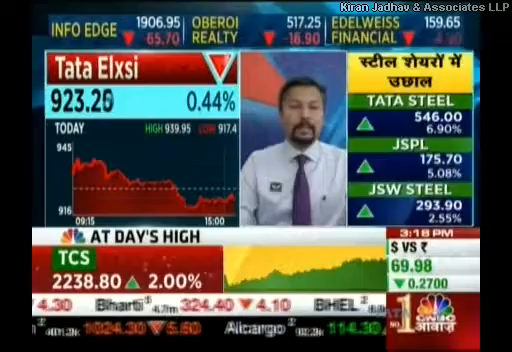 Kiran Jadhav & Associates LLP
INFO EDGE 1906.95 -65.70
OBEROI REALTY 517.25 -16.90
EDELWEISS FINANCIAL 159.65
Tata Elxsi
923.20 0.44%
TODAY HIGH 939.95 LOW 917.4
945
916
09:15 15:00
स्टील शेयरों में
उछाल
TATA STEEL
546.00
6.90%
JSPL
175.70
5.08%
JSW STEEL
293.90
2.55%
AT DAY'S HIGH
TCS
2238.80 2.00%
3:18 PM
$ VS ₹
69.98
0.2700
4.30 Bharti 324.40 4.10 BHEL
1024.30 5.60 Allcargo 114.30
NO. 1 CNBC
आवाज़